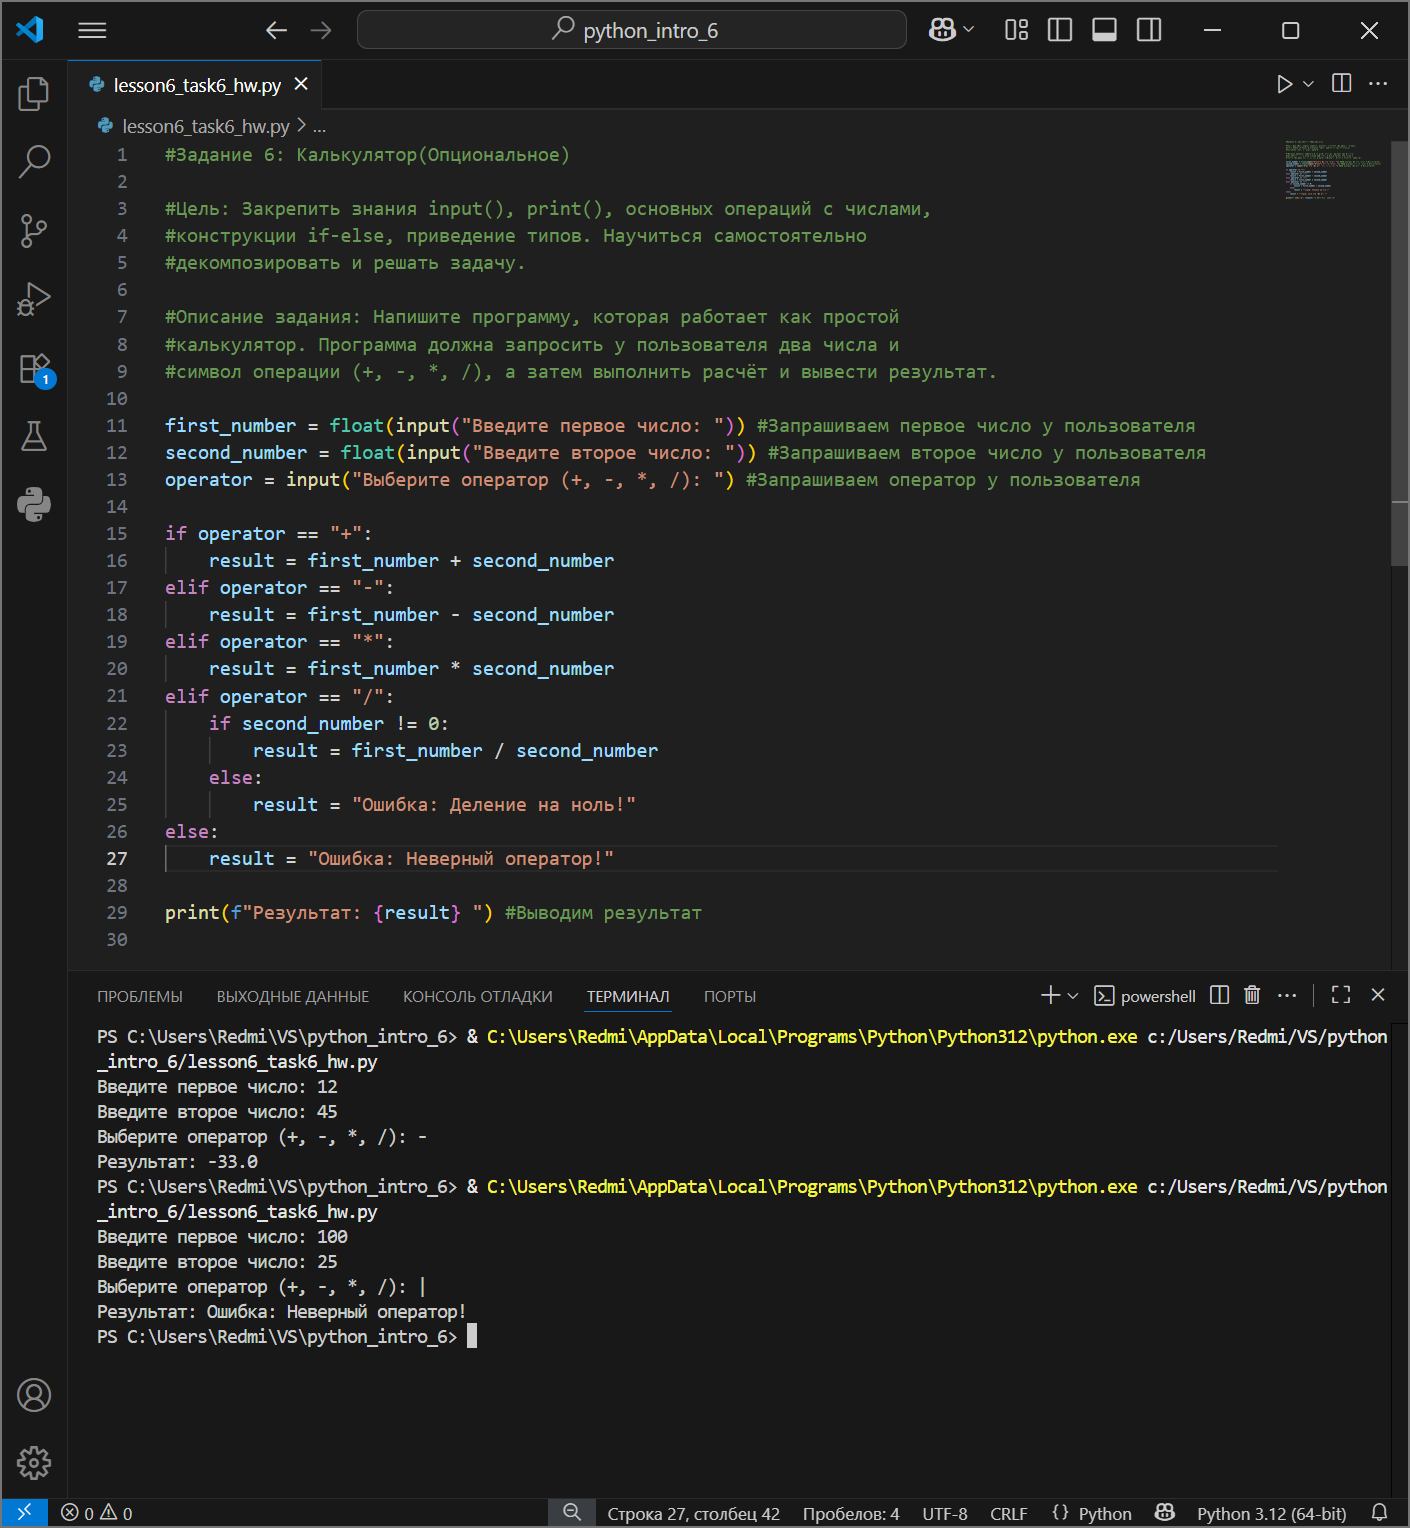 python_intro_6
lesson6_task6_hw.py
lesson6_task6_hw.py > ...
1 #Задание 6: Калькулятор(Опциональное)
2
3 #Цель: Закрепить знания input(), print(), основных операций с числами,
4 #конструкции if-else, приведение типов. Научиться самостоятельно
5 #декомпозировать и решать задачу.
6
7 #Описание задания: Напишите программу, которая работает как простой
8 #калькулятор. Программа должна запросить у пользователя два числа и
9 #символ операции (+, -, *, /), а затем выполнить расчёт и вывести результат.
10
11 first_number = float(input("Введите первое число: ")) #Запрашиваем первое число у пользователя
12 second_number = float(input("Введите второе число: ")) #Запрашиваем второе число у пользователя
13 operator = input("Выберите оператор (+, -, *, /): ") #Запрашиваем оператор у пользователя
14
15 if operator == "+":
16     result = first_number + second_number
17 elif operator == "-":
18     result = first_number - second_number
19 elif operator == "*":
20     result = first_number * second_number
21 elif operator == "/":
22     if second_number != 0:
23         result = first_number / second_number
24     else:
25         result = "Ошибка: Деление на ноль!"
26 else:
27     result = "Ошибка: Неверный оператор!"
28
29 print(f"Результат: {result} ") #Выводим результат
30
1
ПРОБЛЕМЫ ВЫХОДНЫЕ ДАННЫЕ КОНСОЛЬ ОТЛАДКИ ТЕРМИНАЛ ПОРТЫ powershell
PS C:\Users\Redmi\VS\python_intro_6> & C:\Users\Redmi\AppData\Local\Programs\Python\Python312\python.exe c:/Users/Redmi/VS/python
_intro_6/lesson6_task6_hw.py
Введите первое число: 12
Введите второе число: 45
Выберите оператор (+, -, *, /): -
Результат: -33.0
PS C:\Users\Redmi\VS\python_intro_6> & C:\Users\Redmi\AppData\Local\Programs\Python\Python312\python.exe c:/Users/Redmi/VS/python
_intro_6/lesson6_task6_hw.py
Введите первое число: 100
Введите второе число: 25
Выберите оператор (+, -, *, /): |
Результат: Ошибка: Неверный оператор!
PS C:\Users\Redmi\VS\python_intro_6>
0 0 Строка 27, столбец 42 Пробелов: 4 UTF-8 CRLF {} Python Python 3.12 (64-bit)